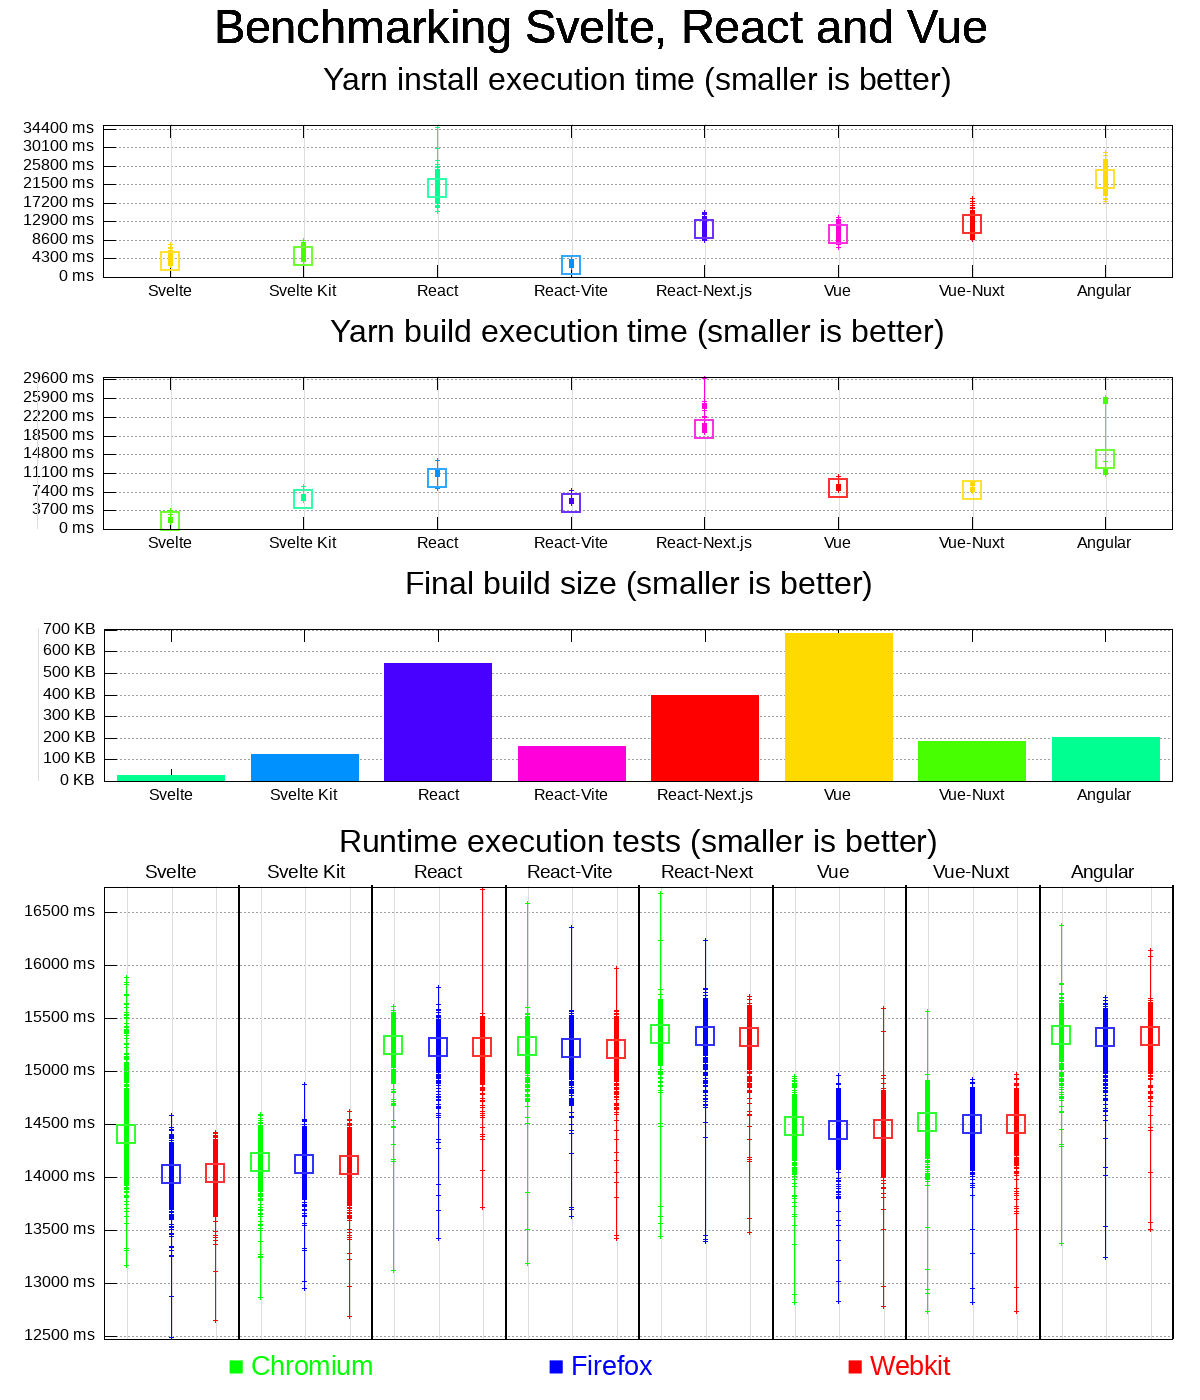 Benchmarking Svelte, React and Vue
Yarn install execution time (smaller is better)
34400 ms
30100 ms
25800 ms
21500 ms
17200 ms
12900 ms
8600 ms
4300 ms
0 ms
Svelte Svelte Kit React React-Vite React-Next.js Vue Vue-Nuxt Angular
Yarn build execution time (smaller is better)
29600 ms
25900 ms
22200 ms
18500 ms
14800 ms
11100 ms
7400 ms
3700 ms
0 ms
Svelte Svelte Kit React React-Vite React-Next.js Vue Vue-Nuxt Angular
Final build size (smaller is better)
700 KB
600 KB
500 KB
400 KB
300 KB
200 KB
100 KB
0 KB
Svelte Svelte Kit React React-Vite React-Next.js Vue Vue-Nuxt Angular
Runtime execution tests (smaller is better)
Svelte Svelte Kit React React-Vite React-Next Vue Vue-Nuxt Angular
16500 ms
16000 ms
15500 ms
15000 ms
14500 ms
14000 ms
13500 ms
13000 ms
12500 ms
Chromium Firefox Webkit